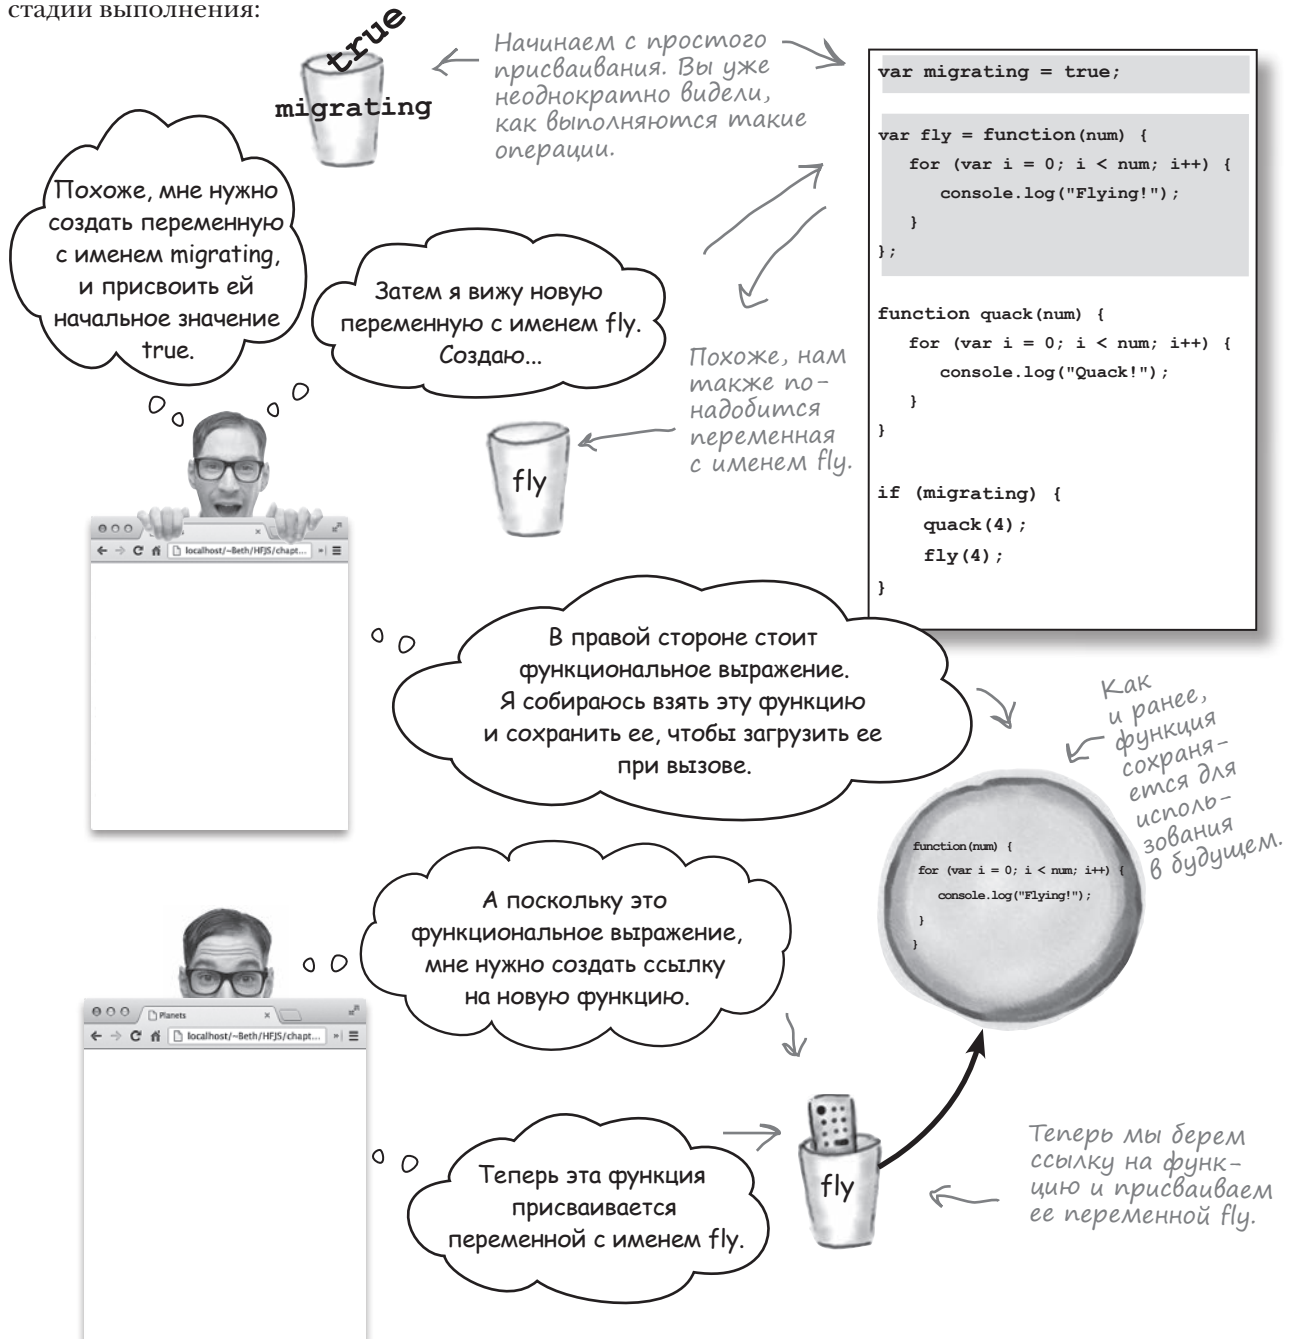 стадии выполнения:
true
migrating
Начинаем с простого
присваивания. Вы уже
неоднократно видели,
как выполняются такие
операции.
var migrating = true;
var fly = function(num) {
for (var i = 0; i < num; i++) {
console.log("Flying!");
}
};
function quack(num) {
for (var i = 0; i < num; i++) {
console.log("Quack!");
}
}
if (migrating) {
quack(4);
fly(4);
}
Похоже, мне нужно
создать переменную
с именем migrating,
и присвоить ей
начальное значение
true.
Затем я вижу новую
переменную с именем fly.
Создаю...
Похоже, нам
также по-
надобится
переменная
с именем fly.
fly
localhost/~Beth/HFJS/chapt...
В правой стороне стоит
функциональное выражение.
Я собираюсь взять эту функцию
и сохранить ее, чтобы загрузить ее
при вызове.
Как
и ранее,
функция
сохраня-
ется для
исполь-
зования
в будущем.
function(num) {
for (var i = 0; i < num; i++) {
console.log("Flying!");
}
}
А поскольку это
функциональное выражение,
мне нужно создать ссылку
на новую функцию.
Planets
localhost/~Beth/HFJS/chapt...
Теперь эта функция
присваивается
переменной с именем fly.
fly
Теперь мы берем
ссылку на функ-
цию и присваиваем
ее переменной fly.